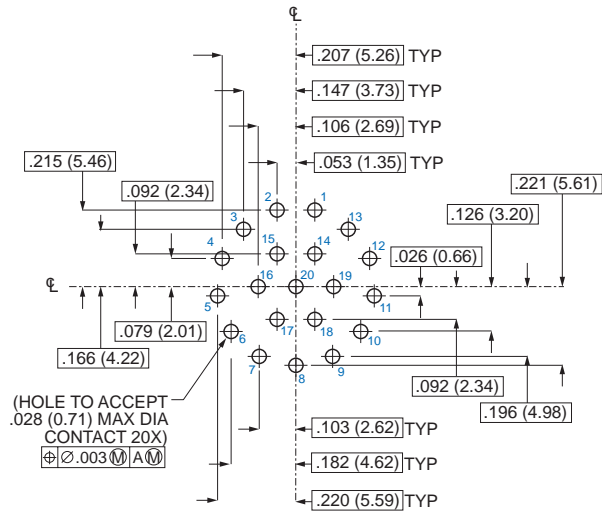 ℄
.207 (5.26) TYP
.147 (3.73) TYP
.106 (2.69) TYP
.053 (1.35) TYP
.215 (5.46)
.092 (2.34)
.221 (5.61)
.126 (3.20)
.026 (0.66)
2 1
3 13
4 15 14 12
℄ 16 20 19
5 11
6 17 18 10
7 8 9
.079 (2.01)
.166 (4.22)
.092 (2.34)
.196 (4.98)
(HOLE TO ACCEPT
.028 (0.71) MAX DIA
CONTACT 20X)
⌖ ∅.003 Ⓜ A Ⓜ
.103 (2.62) TYP
.182 (4.62) TYP
.220 (5.59) TYP